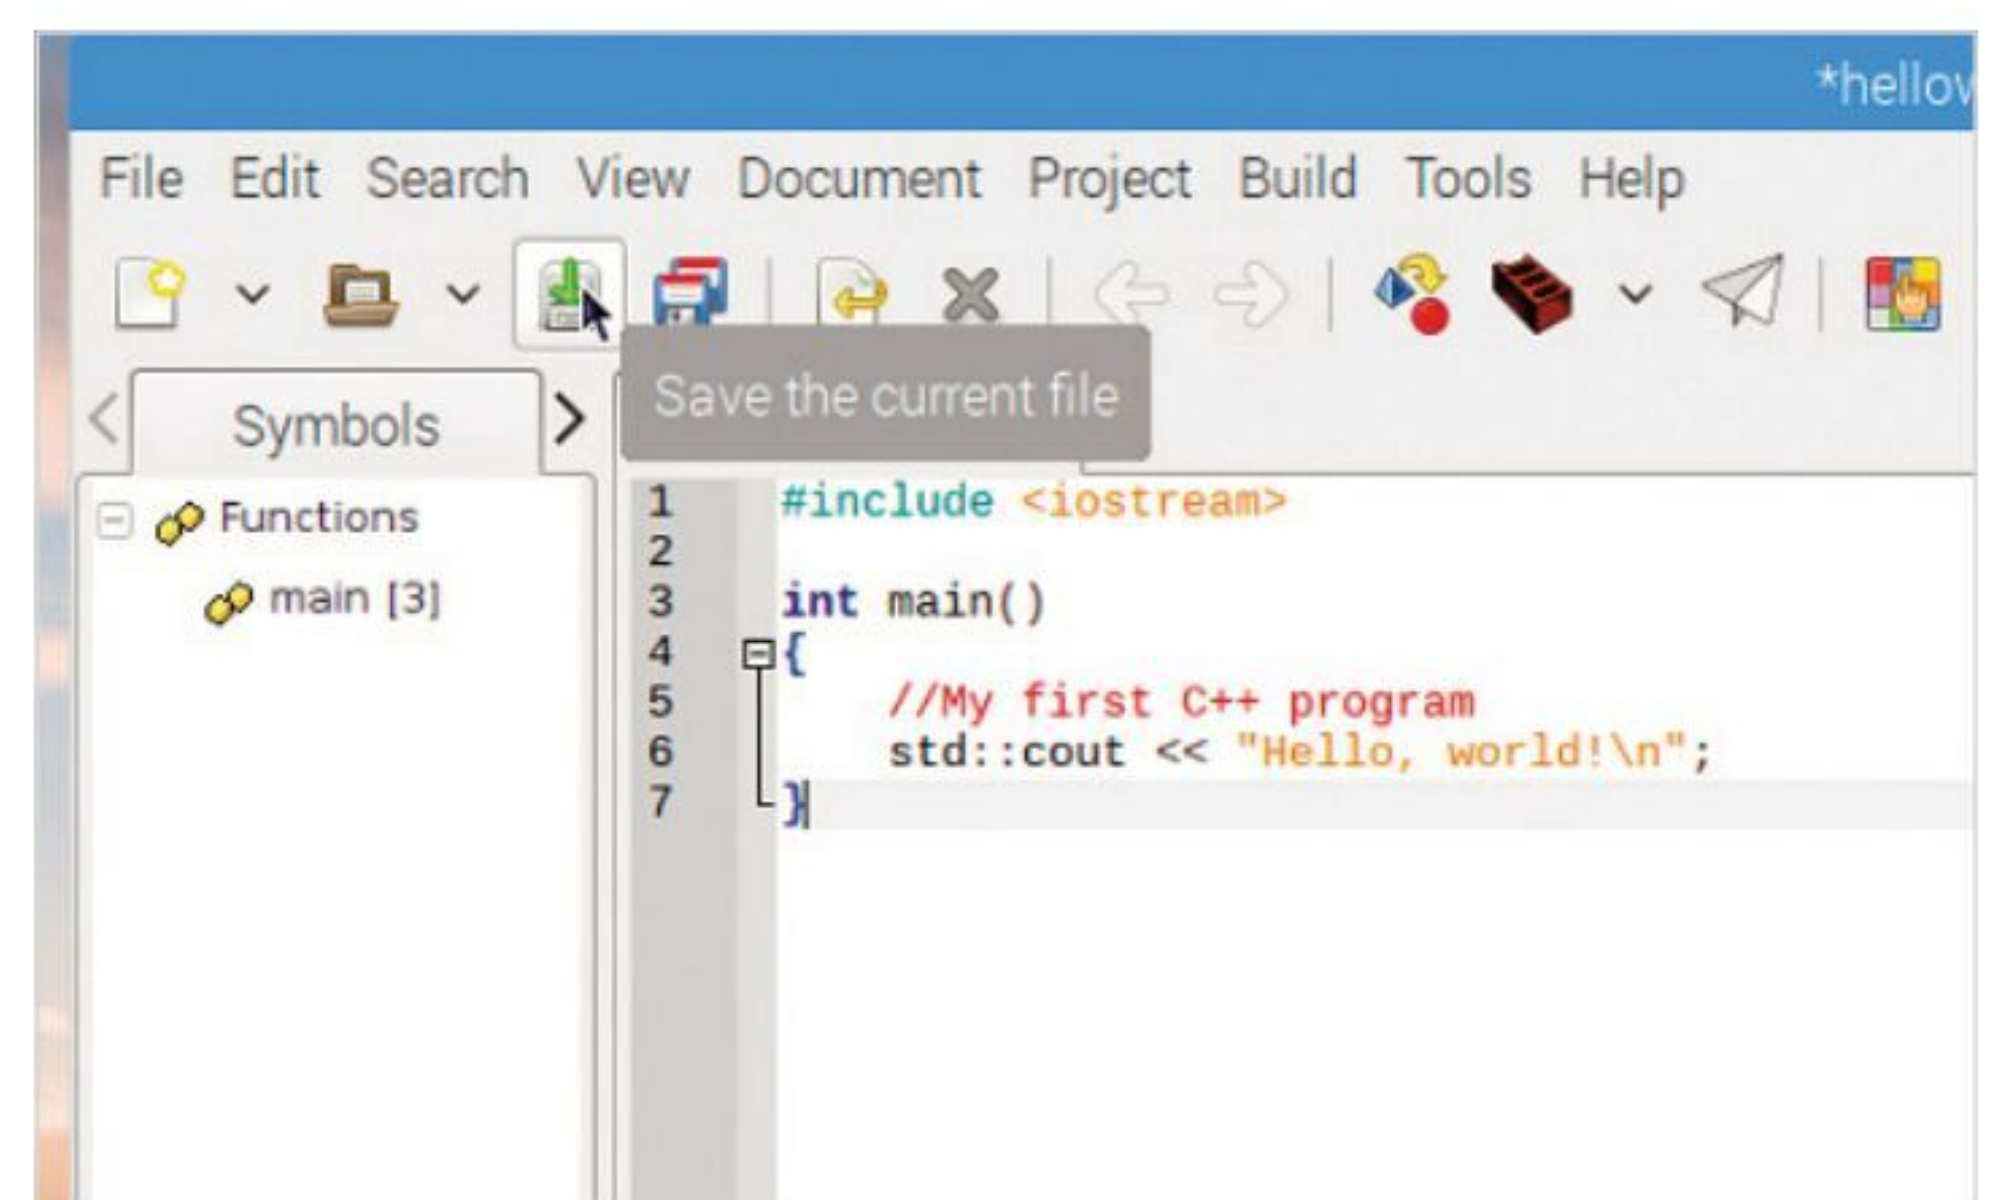 *hellow
File Edit Search View Document Project Build Tools Help
Save the current file
Symbols
Functions
main [3]
1 #include <iostream>
2
3 int main()
4 {
5     //My first C++ program
6     std::cout << "Hello, world!\n";
7 }